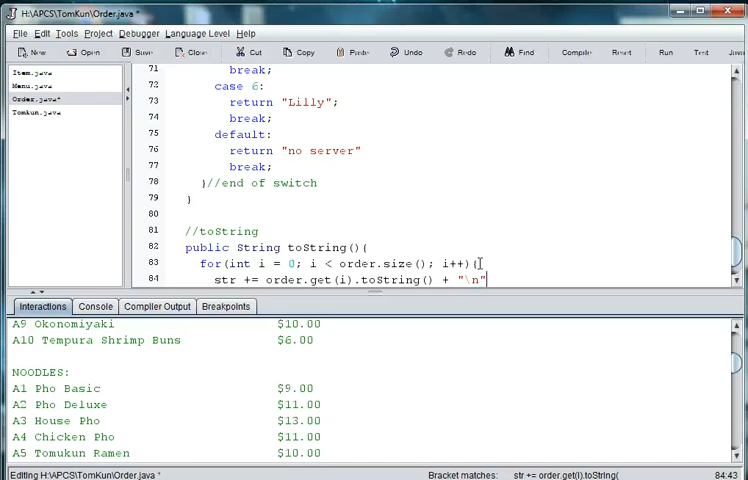 H:\APCS\TomKun\Order.java *
File Edit Tools Project Debugger Language Level Help
New Open Save Close Cut Copy Paste Undo Redo Find Compile Reset Run Test Java
Item.java
Menu.java
Order.java*
Tomkun.java
71 break;
72 case 6:
73 return "Lilly";
74 break;
75 default:
76 return "no server"
77 break;
78 }//end of switch
79 }
80
81 //toString
82 public String toString(){
83 for(int i = 0; i < order.size(); i++){
84 str += order.get(i).toString() + "\n"
Interactions Console Compiler Output Breakpoints
A9 Okonomiyaki $10.00
A10 Tempura Shrimp Buns $6.00
NOODLES:
A1 Pho Basic $9.00
A2 Pho Deluxe $11.00
A3 House Pho $13.00
A4 Chicken Pho $11.00
A5 Tomukun Ramen $10.00
Editing H:\APCS\TomKun\Order.java * Bracket matches: str += order.get(i).toString( 84:43